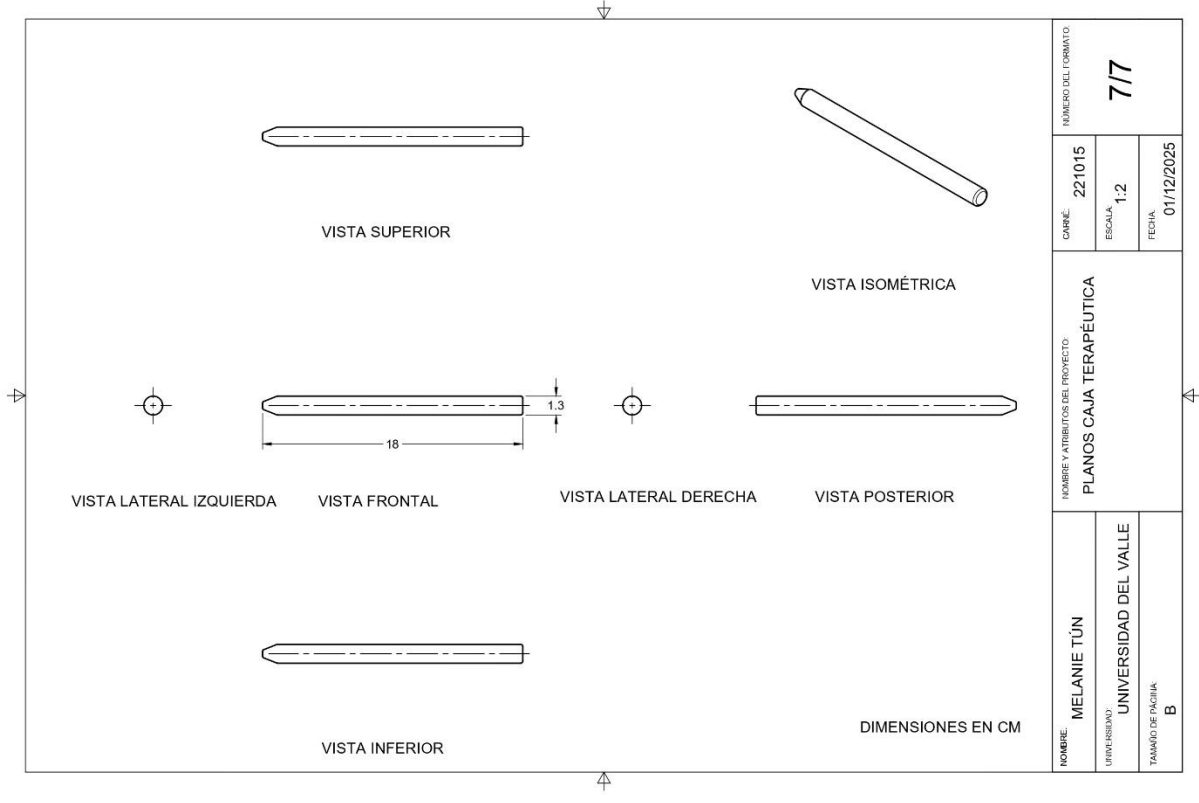 VISTA SUPERIOR
VISTA ISOMÉTRICA
1.3
18
VISTA LATERAL IZQUIERDA
VISTA FRONTAL
VISTA LATERAL DERECHA
VISTA POSTERIOR
VISTA INFERIOR
DIMENSIONES EN CM
NOMBRE:
MELANIE TÚN
UNIVERSIDAD:
UNIVERSIDAD DEL VALLE
TAMAÑO DE PÁGINA:
B
NOMBRE Y ATRIBUTOS DEL PROYECTO:
PLANOS CAJA TERAPÉUTICA
CARNÉ:
221015
ESCALA:
1:2
FECHA:
01/12/2025
NÚMERO DEL FORMATO:
7/7